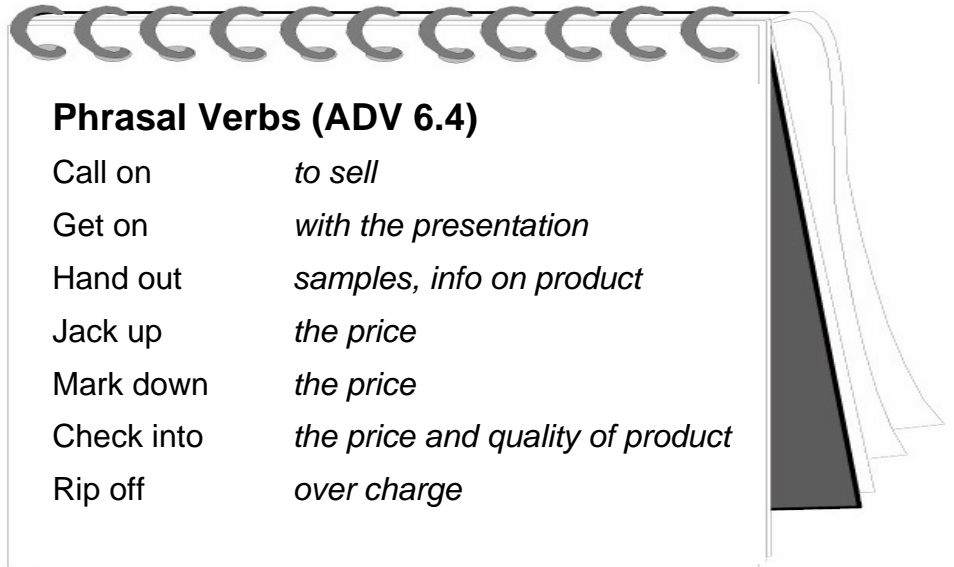 Phrasal Verbs (ADV 6.4)
Call on to sell
Get on with the presentation
Hand out samples, info on product
Jack up the price
Mark down the price
Check into the price and quality of product
Rip off over charge